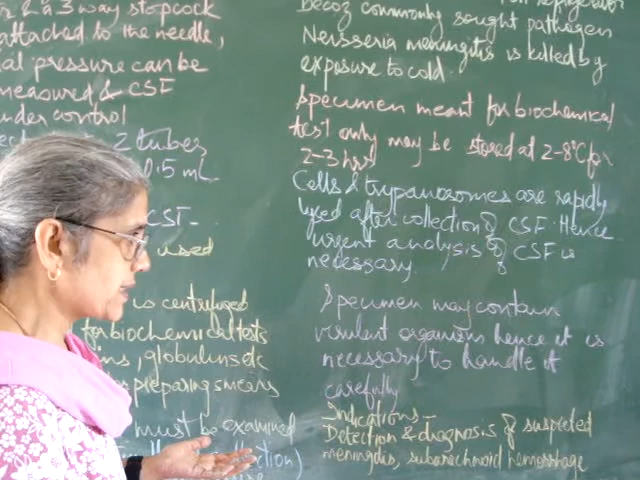 & a 3 way stopcock
attached to the needle,
pressure can be
measured & CSF
under control
2 tubes
0.5 mL
CSF-
used
is centrifuged
for biochemical tests
globulins etc
preparing smears
must be examined
refrigerator
Becoz commonly sought pathogen
Neisseria meningitis is killed by
exposure to cold.
Specimen meant for biochemical
test only may be stored at 2-8°C for
2-3 hrs
Cells & trypanosomes are rapidly
lysed after collection of CSF. Hence
urgent analysis of CSF is
necessary.
Specimen may contain
virulent organism hence it is
necessary to handle it
carefully
Indications-
Detection & diagnosis of suspected
meningitis, subarachnoid hemorrhage